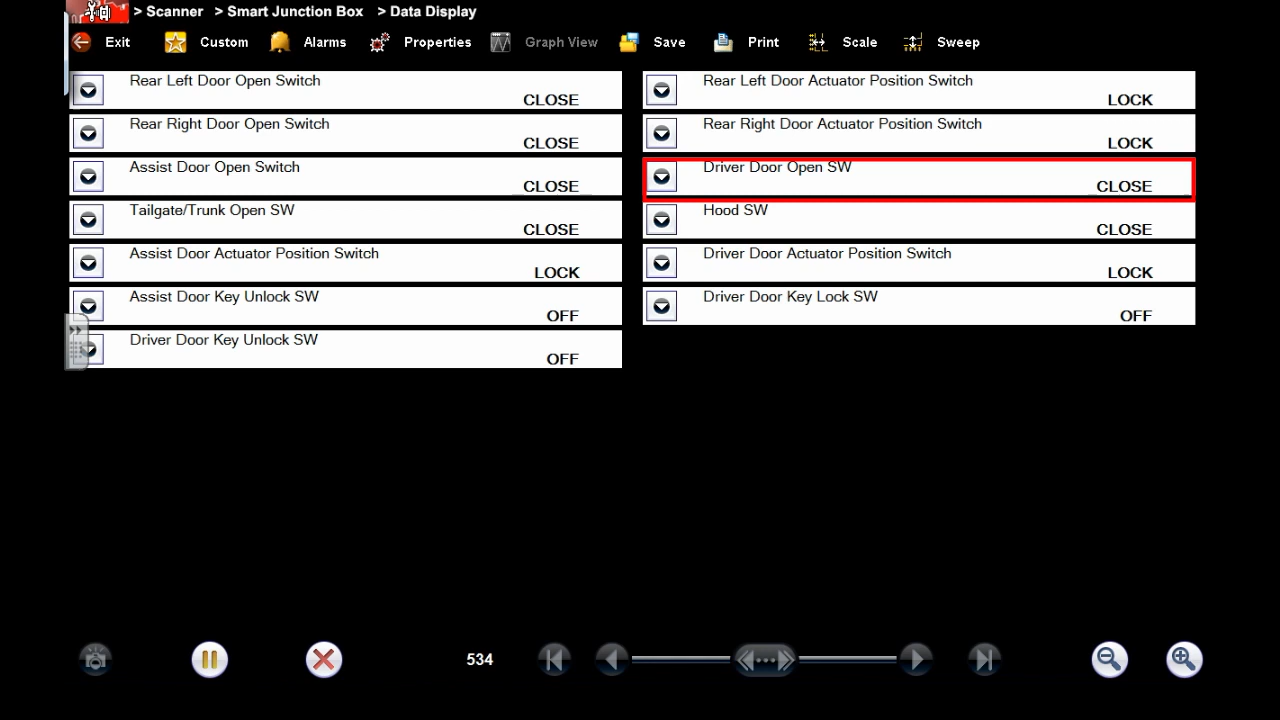 > Scanner > Smart Junction Box > Data Display
Exit Custom Alarms Properties Graph View Save Print Scale Sweep
Rear Left Door Open Switch
CLOSE
Rear Left Door Actuator Position Switch
LOCK
Rear Right Door Open Switch
CLOSE
Rear Right Door Actuator Position Switch
LOCK
Assist Door Open Switch
CLOSE
Driver Door Open SW
CLOSE
Tailgate/Trunk Open SW
CLOSE
Hood SW
CLOSE
Assist Door Actuator Position Switch
LOCK
Driver Door Actuator Position Switch
LOCK
Assist Door Key Unlock SW
OFF
Driver Door Key Lock SW
OFF
Driver Door Key Unlock SW
OFF
534